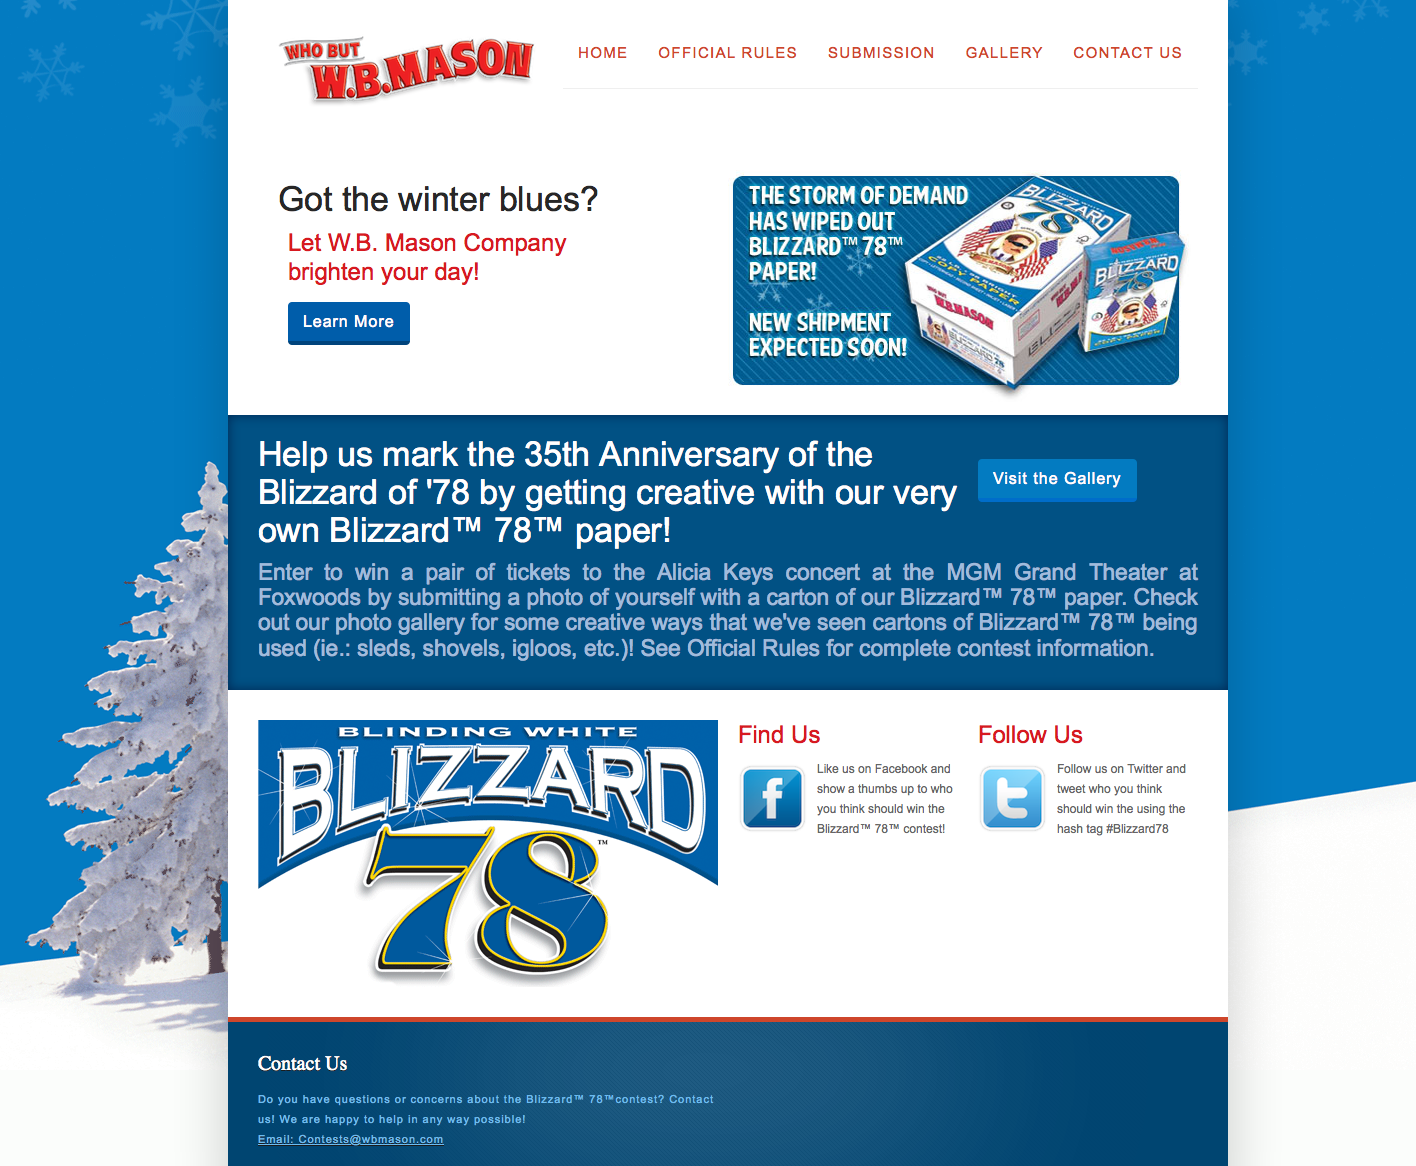 WHO BUT
W.B.MASON
HOME OFFICIAL RULES SUBMISSION GALLERY CONTACT US
Got the winter blues?
Let W.B. Mason Company
brighten your day!
Learn More
THE STORM OF DEMAND
HAS WIPED OUT
BLIZZARD™ 78™
PAPER!
NEW SHIPMENT
EXPECTED SOON!
BLIZZARD
78
COPY PAPER
WHO BUT
W.B. MASON
BLIZZARD
78
Help us mark the 35th Anniversary of the
Blizzard of '78 by getting creative with our very
own Blizzard™ 78™ paper!
Visit the Gallery
Enter to win a pair of tickets to the Alicia Keys concert at the MGM Grand Theater at
Foxwoods by submitting a photo of yourself with a carton of our Blizzard™ 78™ paper. Check
out our photo gallery for some creative ways that we've seen cartons of Blizzard™ 78™ being
used (ie.: sleds, shovels, igloos, etc.)! See Official Rules for complete contest information.
BLINDING WHITE
BLIZZARD
78™
Find Us
f
Like us on Facebook and
show a thumbs up to who
you think should win the
Blizzard™ 78™ contest!
Follow Us
t
Follow us on Twitter and
tweet who you think
should win the using the
hash tag #Blizzard78
Contact Us
Do you have questions or concerns about the Blizzard™ 78™contest? Contact
us! We are happy to help in any way possible!
Email: Contests@wbmason.com